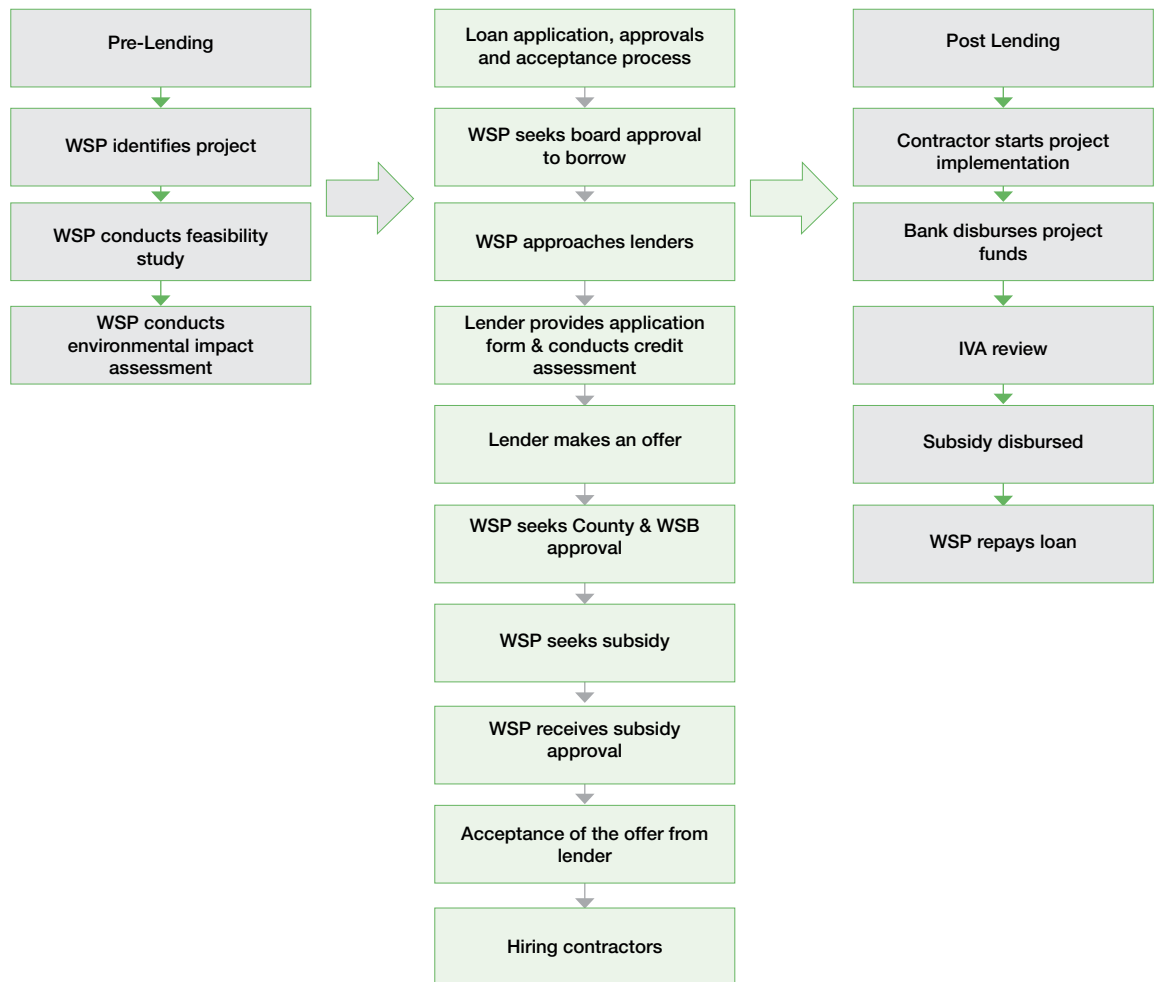 Pre-Lending
WSP identifies project
WSP conducts feasibility
study
WSP conducts
environmental impact
assessment
Loan application, approvals
and acceptance process
WSP seeks board approval
to borrow
WSP approaches lenders
Lender provides application
form & conducts credit
assessment
Lender makes an offer
WSP seeks County & WSB
approval
WSP seeks subsidy
WSP receives subsidy
approval
Acceptance of the offer from
lender
Hiring contractors
Post Lending
Contractor starts project
implementation
Bank disburses project
funds
IVA review
Subsidy disbursed
WSP repays loan